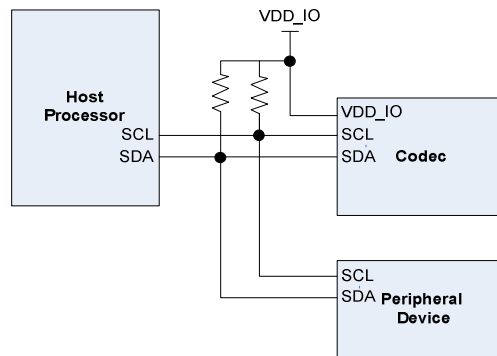 VDD_IO
Host
Processor
SCL
SDA
VDD_IO
SCL
SDA
Codec
SCL
SDA
Peripheral
Device